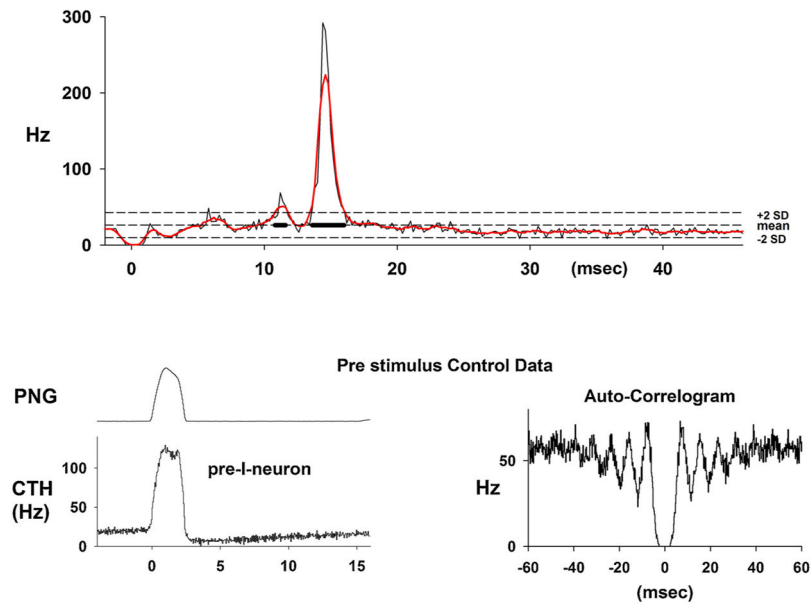 300
200
Hz
100
+2 SD
mean
-2 SD
0
0 10 20 30 (msec) 40
Pre stimulus Control Data
PNG
Auto-Correlogram
100
pre-I-neuron
CTH
(Hz)
50
0
0 5 10 15
50
Hz
0
-60 -40 -20 0 20 40 60
(msec)